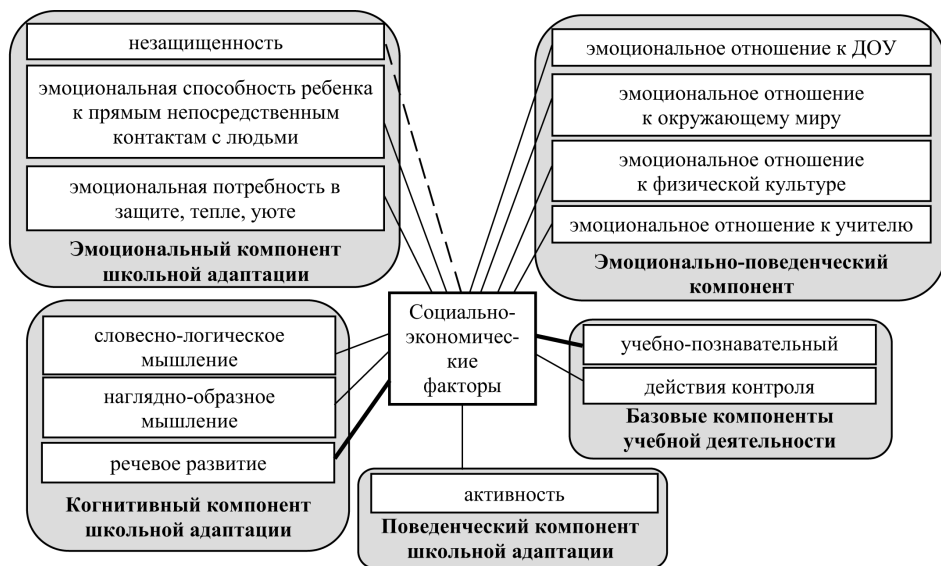 незащищенность
эмоциональная способность ребенка
к прямым непосредственным
контактам с людьми
эмоциональная потребность в
защите, тепле, уюте
Эмоциональный компонент
школьной адаптации
эмоциональное отношение к ДОУ
эмоциональное отношение
к окружающему миру
эмоциональное отношение
к физической культуре
эмоциональное отношение к учителю
Эмоционально-поведенческий
компонент
Социально-
экономичес-
кие
факторы
словесно-логическое
мышление
наглядно-образное
мышление
речевое развитие
Когнитивный компонент
школьной адаптации
учебно-познавательный
действия контроля
Базовые компоненты
учебной деятельности
активность
Поведенческий компонент
школьной адаптации